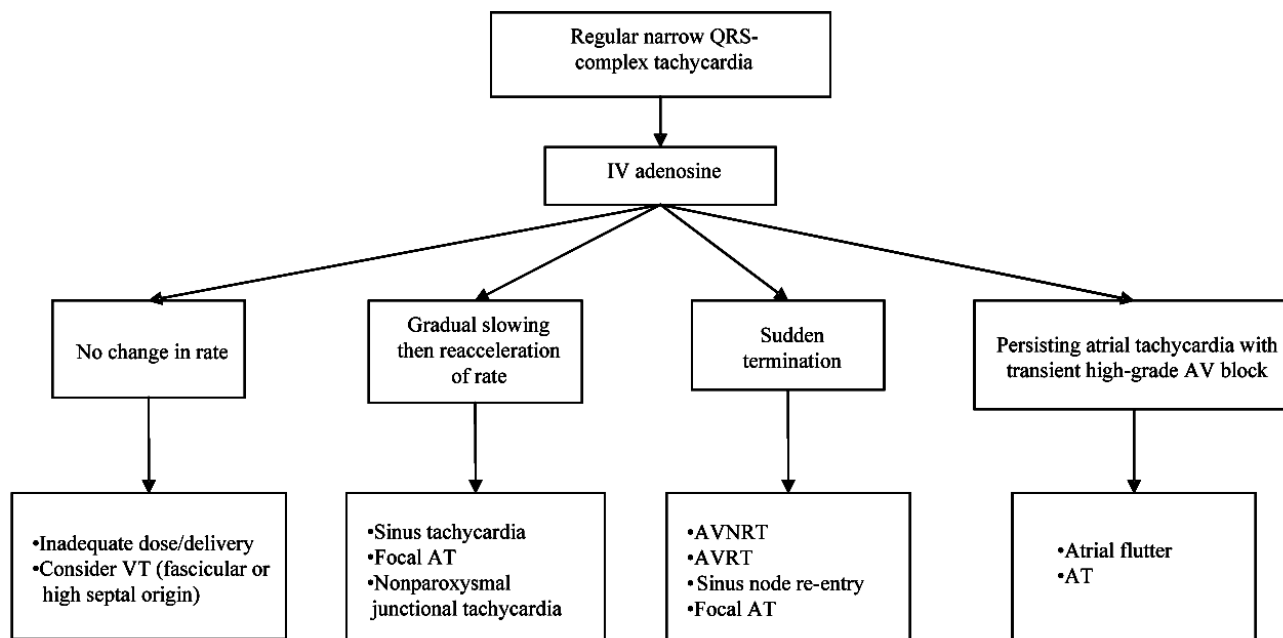 Regular narrow QRS-
complex tachycardia
IV adenosine
No change in rate
Gradual slowing
then reacceleration
of rate
Sudden
termination
Persisting atrial tachycardia with
transient high-grade AV block
•Inadequate dose/delivery
•Consider VT (fascicular or
high septal origin)
•Sinus tachycardia
•Focal AT
•Nonparoxysmal
junctional tachycardia
•AVNRT
•AVRT
•Sinus node re-entry
•Focal AT
•Atrial flutter
•AT